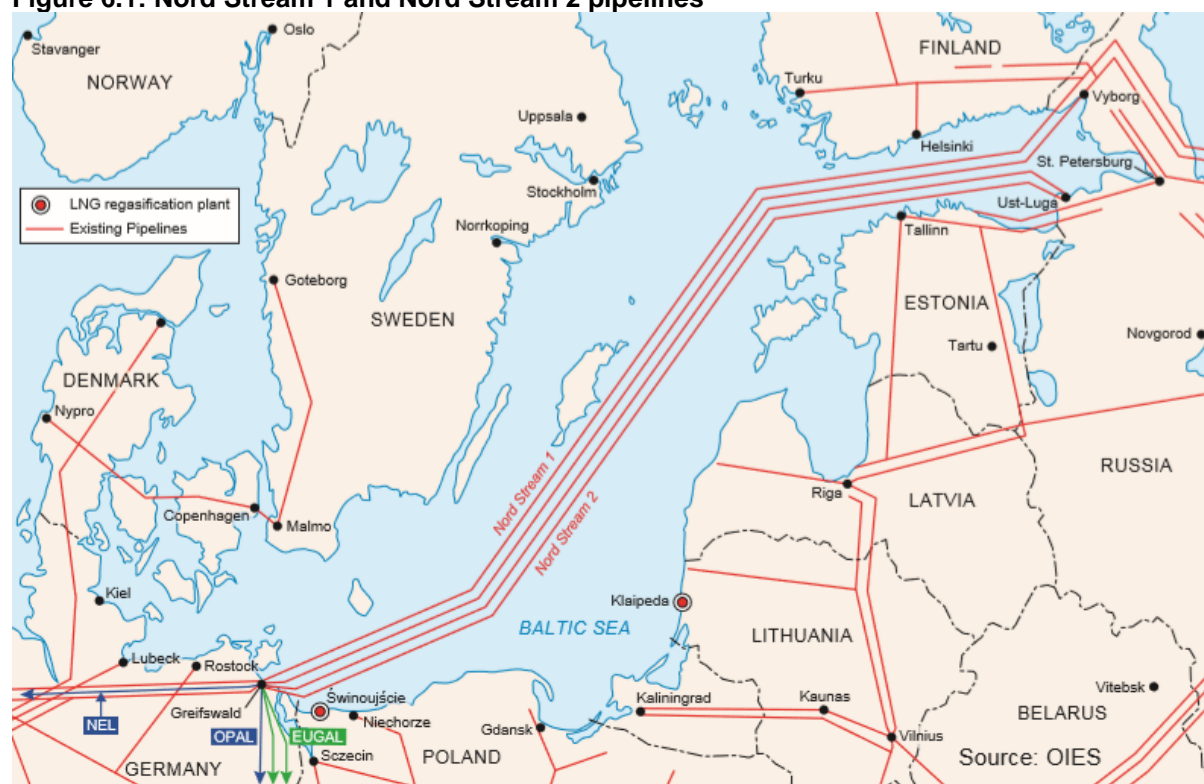 Figure 6.1: Nord Stream 1 and Nord Stream 2 pipelines
Oslo
Stavanger
NORWAY
FINLAND
Turku
Vyborg
Uppsala
Helsinki
St. Petersburg
LNG regasification plant
Existing Pipelines
Stockholm
Ust-Luga
Norrkoping
Tallinn
Goteborg
SWEDEN
ESTONIA
Tartu
Novgorod
DENMARK
Nypro
Nord Stream 1
Nord Stream 2
RUSSIA
Riga
LATVIA
Copenhagen
Malmo
Kiel
Klaipeda
BALTIC SEA
LITHUANIA
Lubeck
Rostock
Świnoujście
Kaliningrad
Kaunas
Vitebsk
Greifswald
Niechorze
NEL
OPAL
EUGAL
Gdansk
BELARUS
Vilnius
Szczecin
POLAND
GERMANY
Source: OIES